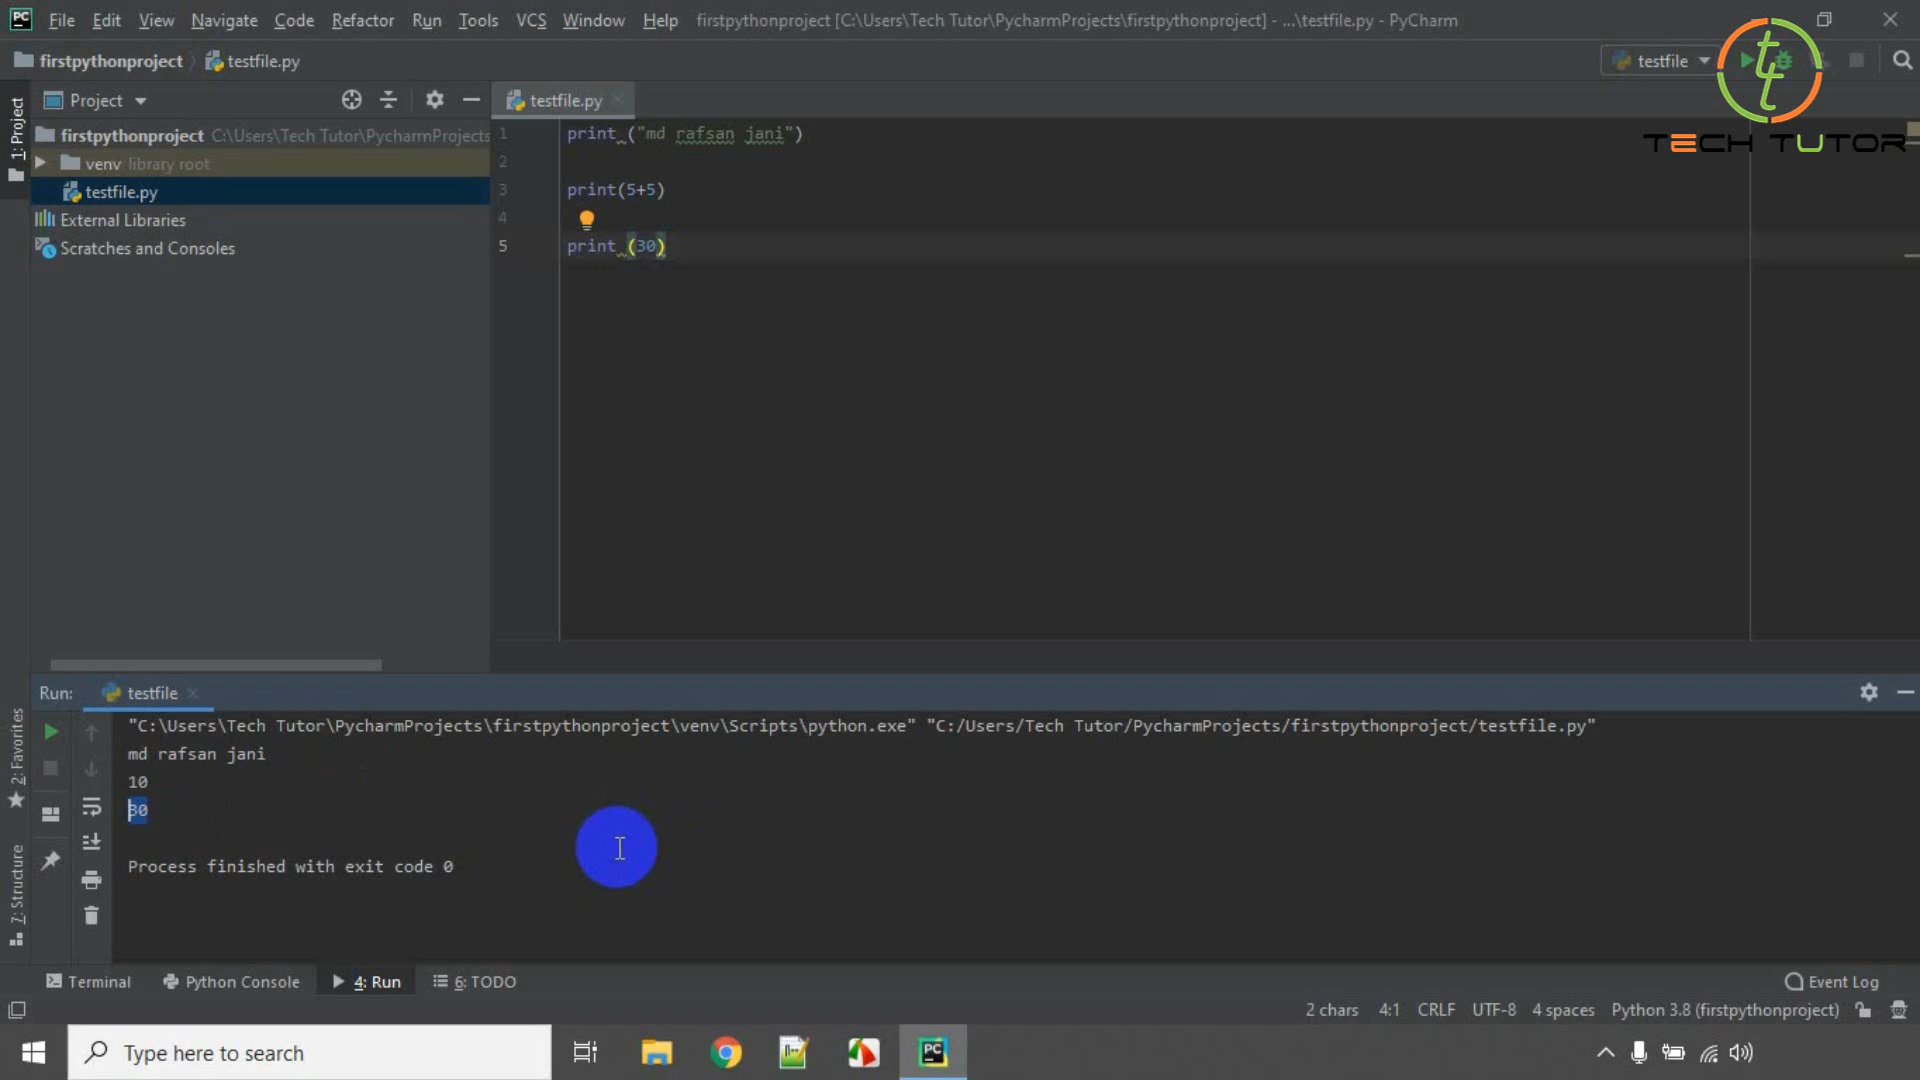 File Edit View Navigate Code Refactor Run Tools VCS Window Help firstpythonproject [C:\Users\Tech Tutor\PycharmProjects\firstpythonproject] - ...\testfile.py - PyCharm
firstpythonproject testfile.py testfile
TECH TUTOR
1: Project
Project
firstpythonproject C:\Users\Tech Tutor\PycharmProjects
venv library root
testfile.py
External Libraries
Scratches and Consoles
testfile.py
1 print ("md rafsan jani")
2
3 print(5+5)
4
5 print (30)
Run: testfile
"C:\Users\Tech Tutor\PycharmProjects\firstpythonproject\venv\Scripts\python.exe" "C:/Users/Tech Tutor/PycharmProjects/firstpythonproject/testfile.py"
md rafsan jani
10
30
Process finished with exit code 0
2: Favorites
7: Structure
Terminal Python Console 4: Run 6: TODO Event Log
2 chars 4:1 CRLF UTF-8 4 spaces Python 3.8 (firstpythonproject)
Type here to search